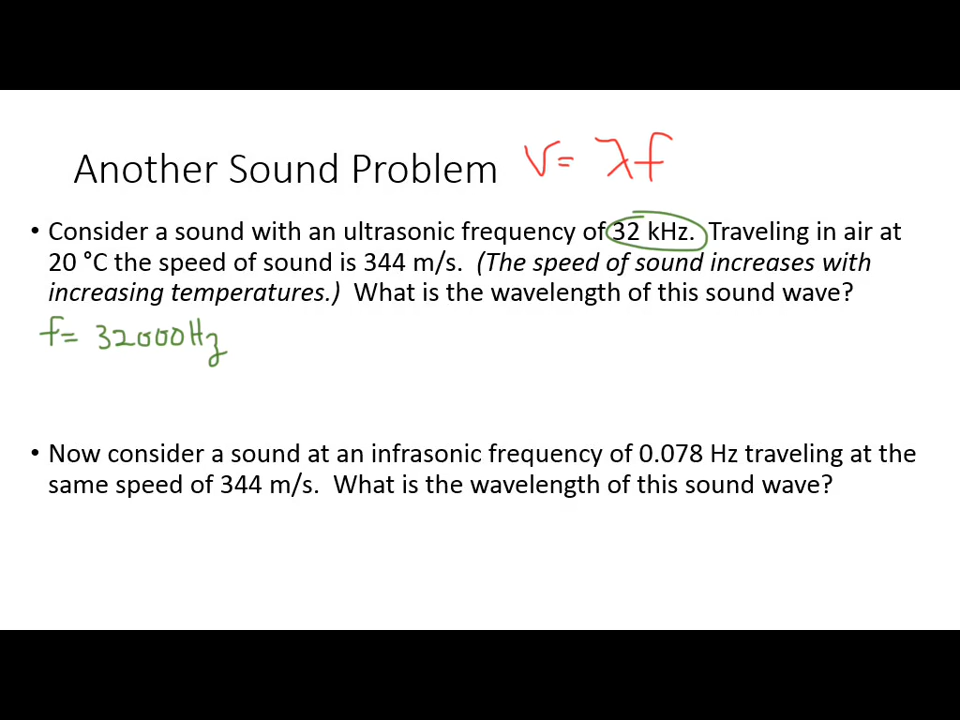 Another Sound Problem v = λf
• Consider a sound with an ultrasonic frequency of 32 kHz. Traveling in air at
20 °C the speed of sound is 344 m/s. (The speed of sound increases with
increasing temperatures.) What is the wavelength of this sound wave?
f = 32000Hz
• Now consider a sound at an infrasonic frequency of 0.078 Hz traveling at the
same speed of 344 m/s. What is the wavelength of this sound wave?